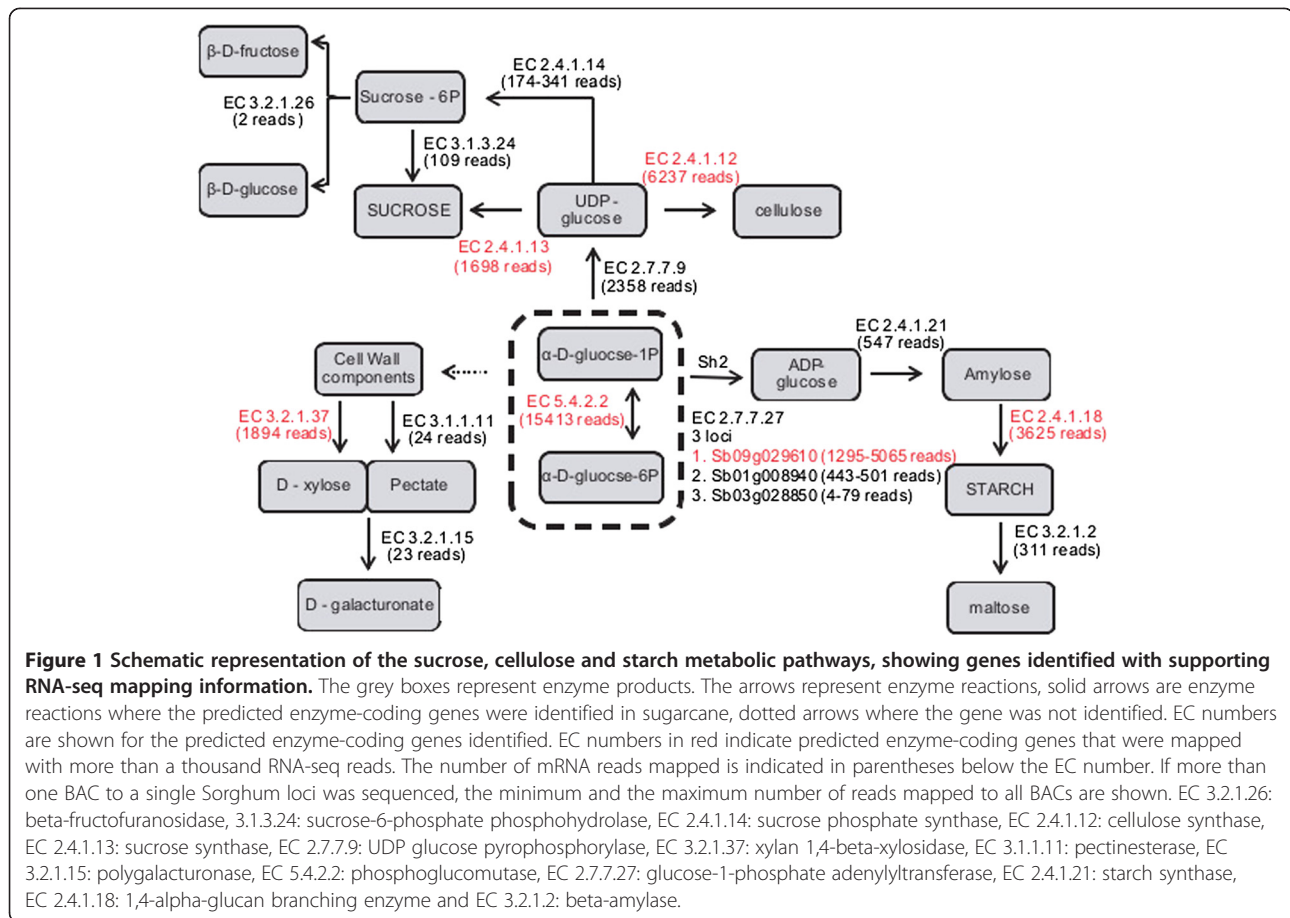 β-D-fructose
EC 3.2.1.26
(2 reads )
β-D-glucose
Sucrose - 6P
EC 2.4.1.14
(174-341 reads)
EC 3.1.3.24
(109 reads)
SUCROSE
EC 2.4.1.13
(1698 reads)
UDP-
glucose
EC 2.4.1.12
(6237 reads)
cellulose
EC 2.7.7.9
(2358 reads)
Cell Wall
components
EC 3.2.1.37
(1894 reads)
EC 3.1.1.11
(24 reads)
D - xylose
Pectate
EC 3.2.1.15
(23 reads)
D - galacturonate
α-D-gluocse-1P
EC 5.4.2.2
(15413 reads)
α-D-gluocse-6P
Sh2
EC 2.7.7.27
3 loci
1. Sb09g029610 (1295-5065 reads)
2. Sb01g008940 (443-501 reads)
3. Sb03g028850 (4-79 reads)
ADP-
glucose
EC 2.4.1.21
(547 reads)
Amylose
EC 2.4.1.18
(3625 reads)
STARCH
EC 3.2.1.2
(311 reads)
maltose
Figure 1 Schematic representation of the sucrose, cellulose and starch metabolic pathways, showing genes identified with supporting
RNA-seq mapping information. The grey boxes represent enzyme products. The arrows represent enzyme reactions, solid arrows are enzyme
reactions where the predicted enzyme-coding genes were identified in sugarcane, dotted arrows where the gene was not identified. EC numbers
are shown for the predicted enzyme-coding genes identified. EC numbers in red indicate predicted enzyme-coding genes that were mapped
with more than a thousand RNA-seq reads. The number of mRNA reads mapped is indicated in parentheses below the EC number. If more than
one BAC to a single Sorghum loci was sequenced, the minimum and the maximum number of reads mapped to all BACs are shown. EC 3.2.1.26:
beta-fructofuranosidase, 3.1.3.24: sucrose-6-phosphate phosphohydrolase, EC 2.4.1.14: sucrose phosphate synthase, EC 2.4.1.12: cellulose synthase,
EC 2.4.1.13: sucrose synthase, EC 2.7.7.9: UDP glucose pyrophosphorylase, EC 3.2.1.37: xylan 1,4-beta-xylosidase, EC 3.1.1.11: pectinesterase, EC
3.2.1.15: polygalacturonase, EC 5.4.2.2: phosphoglucomutase, EC 2.7.7.27: glucose-1-phosphate adenylyltransferase, EC 2.4.1.21: starch synthase,
EC 2.4.1.18: 1,4-alpha-glucan branching enzyme and EC 3.2.1.2: beta-amylase.